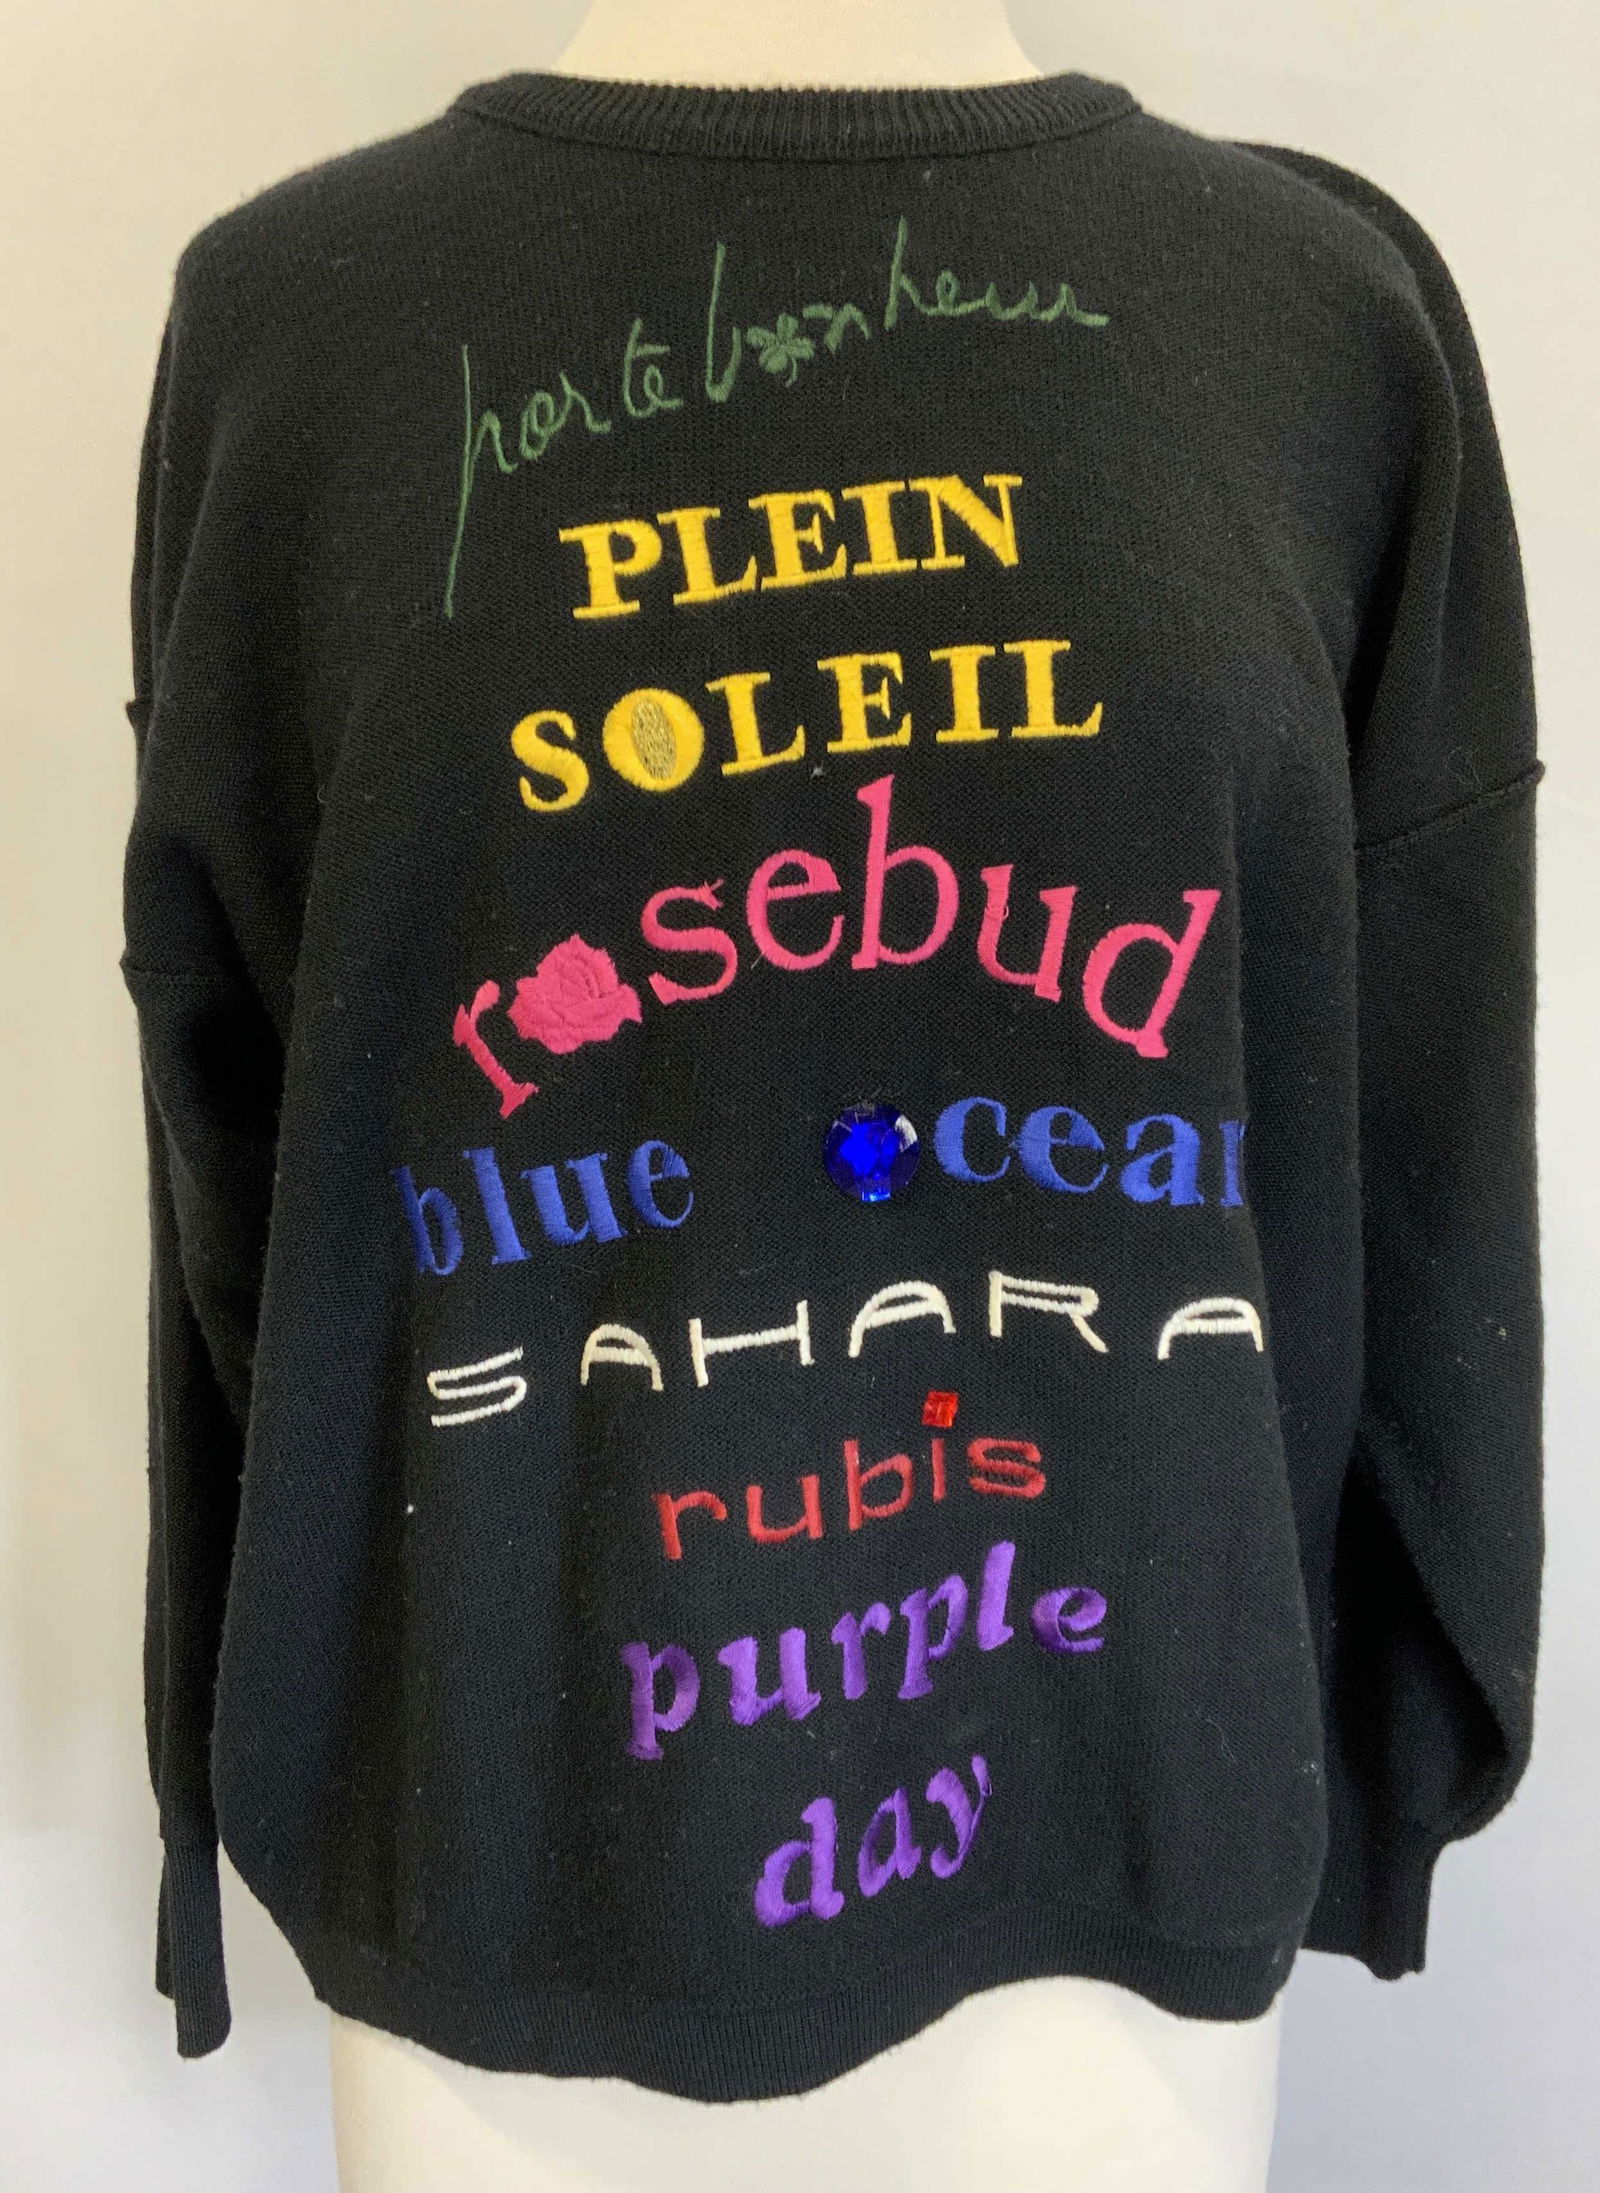 porte bonheur
PLEIN
SOLEIL
rosebud
blue ocean
SAHARA
rubis
purple
day